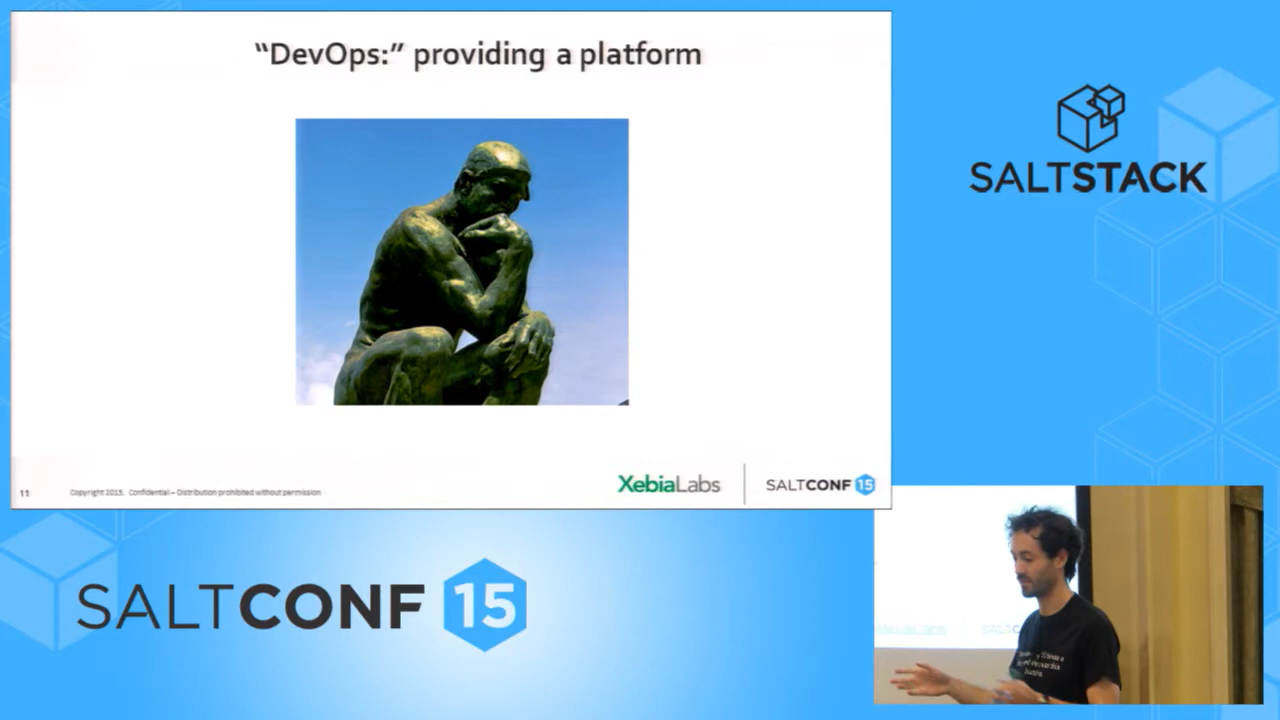 “DevOps:” providing a platform
SALTSTACK
11
Copyright 2015. Confidential – Distribution prohibited without permission
XebiaLabs
SALTCONF 15
SALTCONF 15